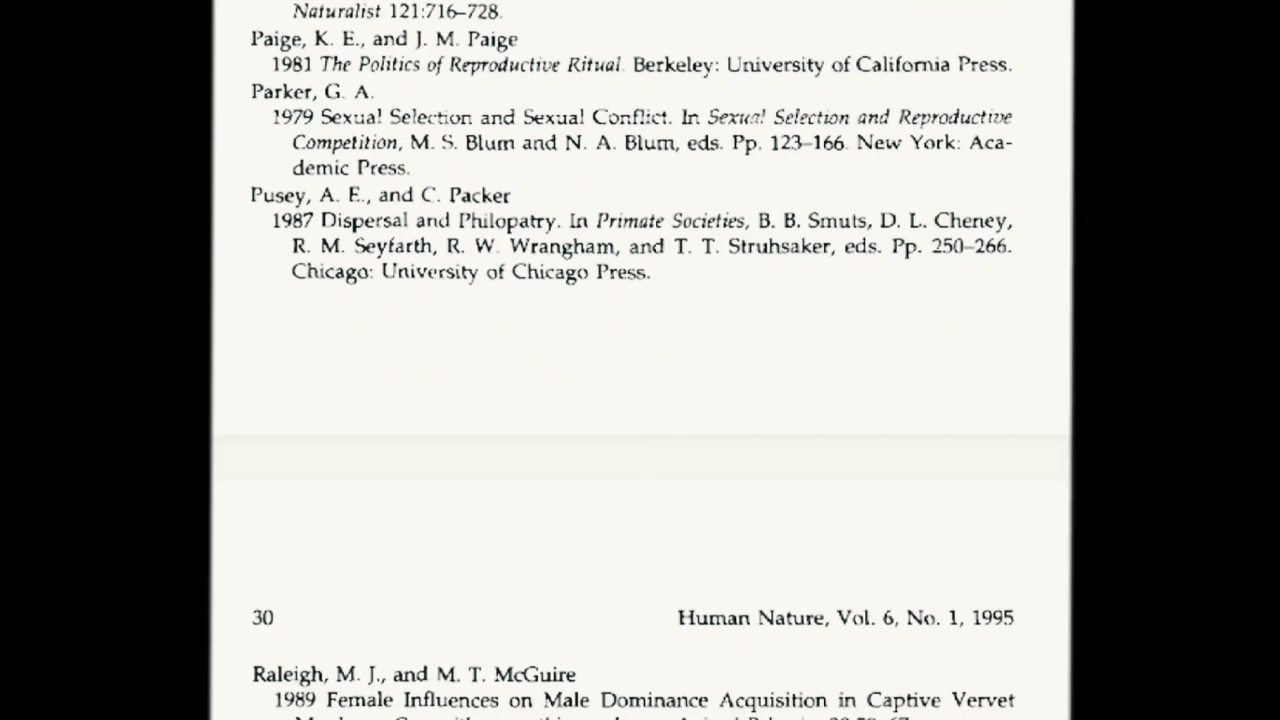 Naturalist 121:716–728.
Paige, K. E., and J. M. Paige
1981 The Politics of Reproductive Ritual. Berkeley: University of California Press.
Parker, G. A.
1979 Sexual Selection and Sexual Conflict. In Sexual Selection and Reproductive
Competition, M. S. Blum and N. A. Blum, eds. Pp. 123–166. New York: Aca-
demic Press.
Pusey, A. E., and C. Packer
1987 Dispersal and Philopatry. In Primate Societies, B. B. Smuts, D. L. Cheney,
R. M. Seyfarth, R. W. Wrangham, and T. T. Struhsaker, eds. Pp. 250–266.
Chicago: University of Chicago Press.
30 Human Nature, Vol. 6, No. 1, 1995
Raleigh, M. J., and M. T. McGuire
1989 Female Influences on Male Dominance Acquisition in Captive Vervet